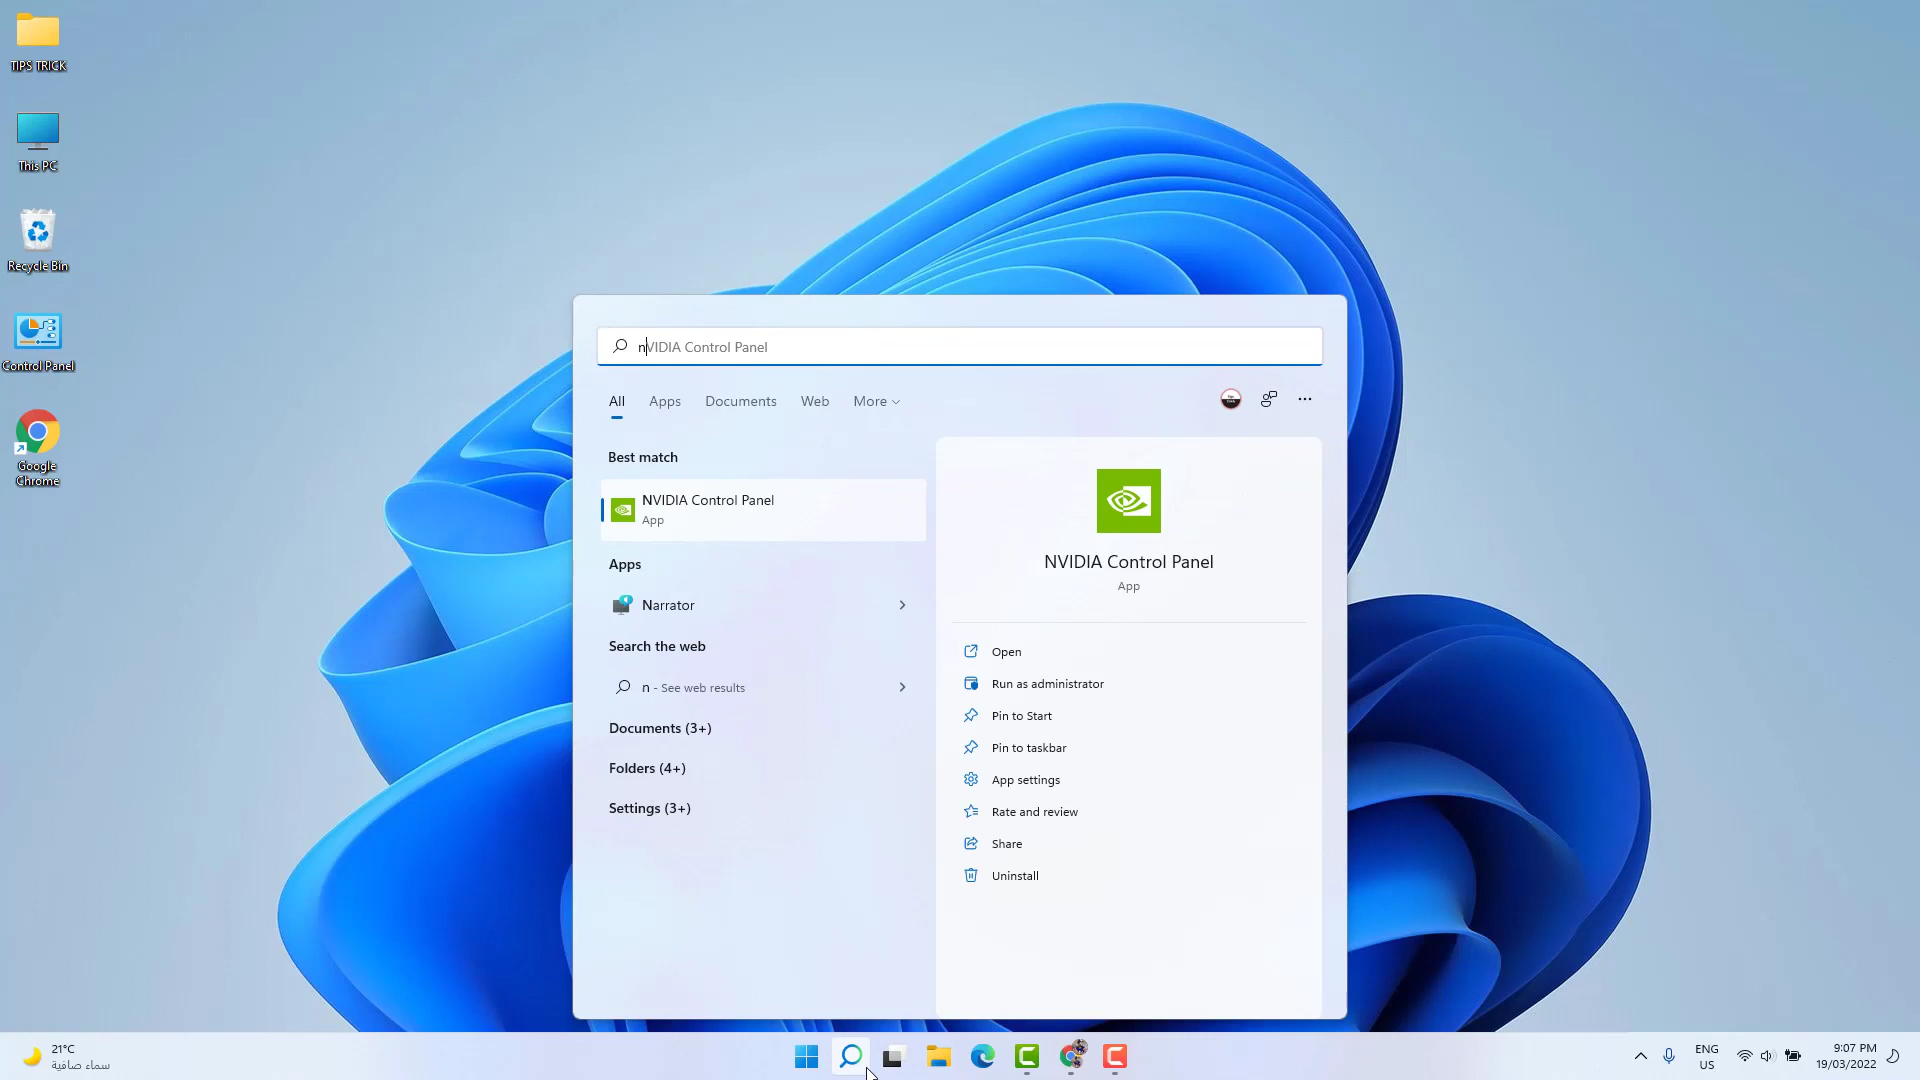 TIPS TRICK
This PC
Recycle Bin
Control Panel
Google
Chrome
nVIDIA Control Panel
All Apps Documents Web More
Best match
NVIDIA Control Panel
App
Apps
Narrator
Search the web
n - See web results
Documents (3+)
Folders (4+)
Settings (3+)
NVIDIA Control Panel
App
Open
Run as administrator
Pin to Start
Pin to taskbar
App settings
Rate and review
Share
Uninstall
21°C
سماء صافية
ENG
US
9:07 PM
19/03/2022